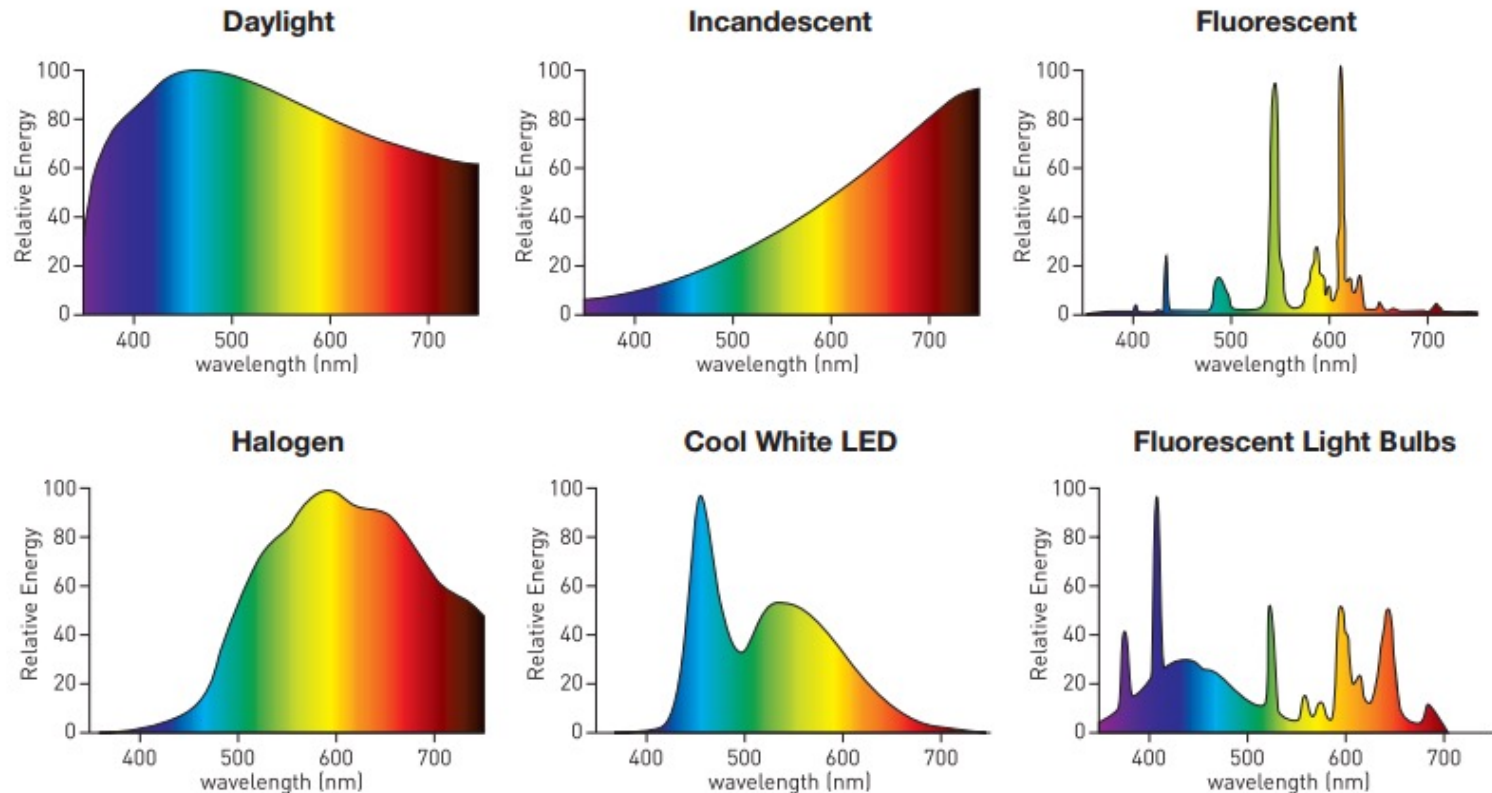 Daylight
Incandescent
Fluorescent
100
80
60
40
20
0
Relative Energy
400 500 600 700
wavelength (nm)
100
80
60
40
20
0
Relative Energy
400 500 600 700
wavelength (nm)
100
80
60
40
20
0
Relative Energy
400 500 600 700
wavelength (nm)
Halogen
Cool White LED
Fluorescent Light Bulbs
100
80
60
40
20
0
Relative Energy
400 500 600 700
wavelength (nm)
100
80
60
40
20
0
Relative Energy
400 500 600 700
wavelength (nm)
100
80
60
40
20
0
Relative Energy
400 500 600 700
wavelength (nm)